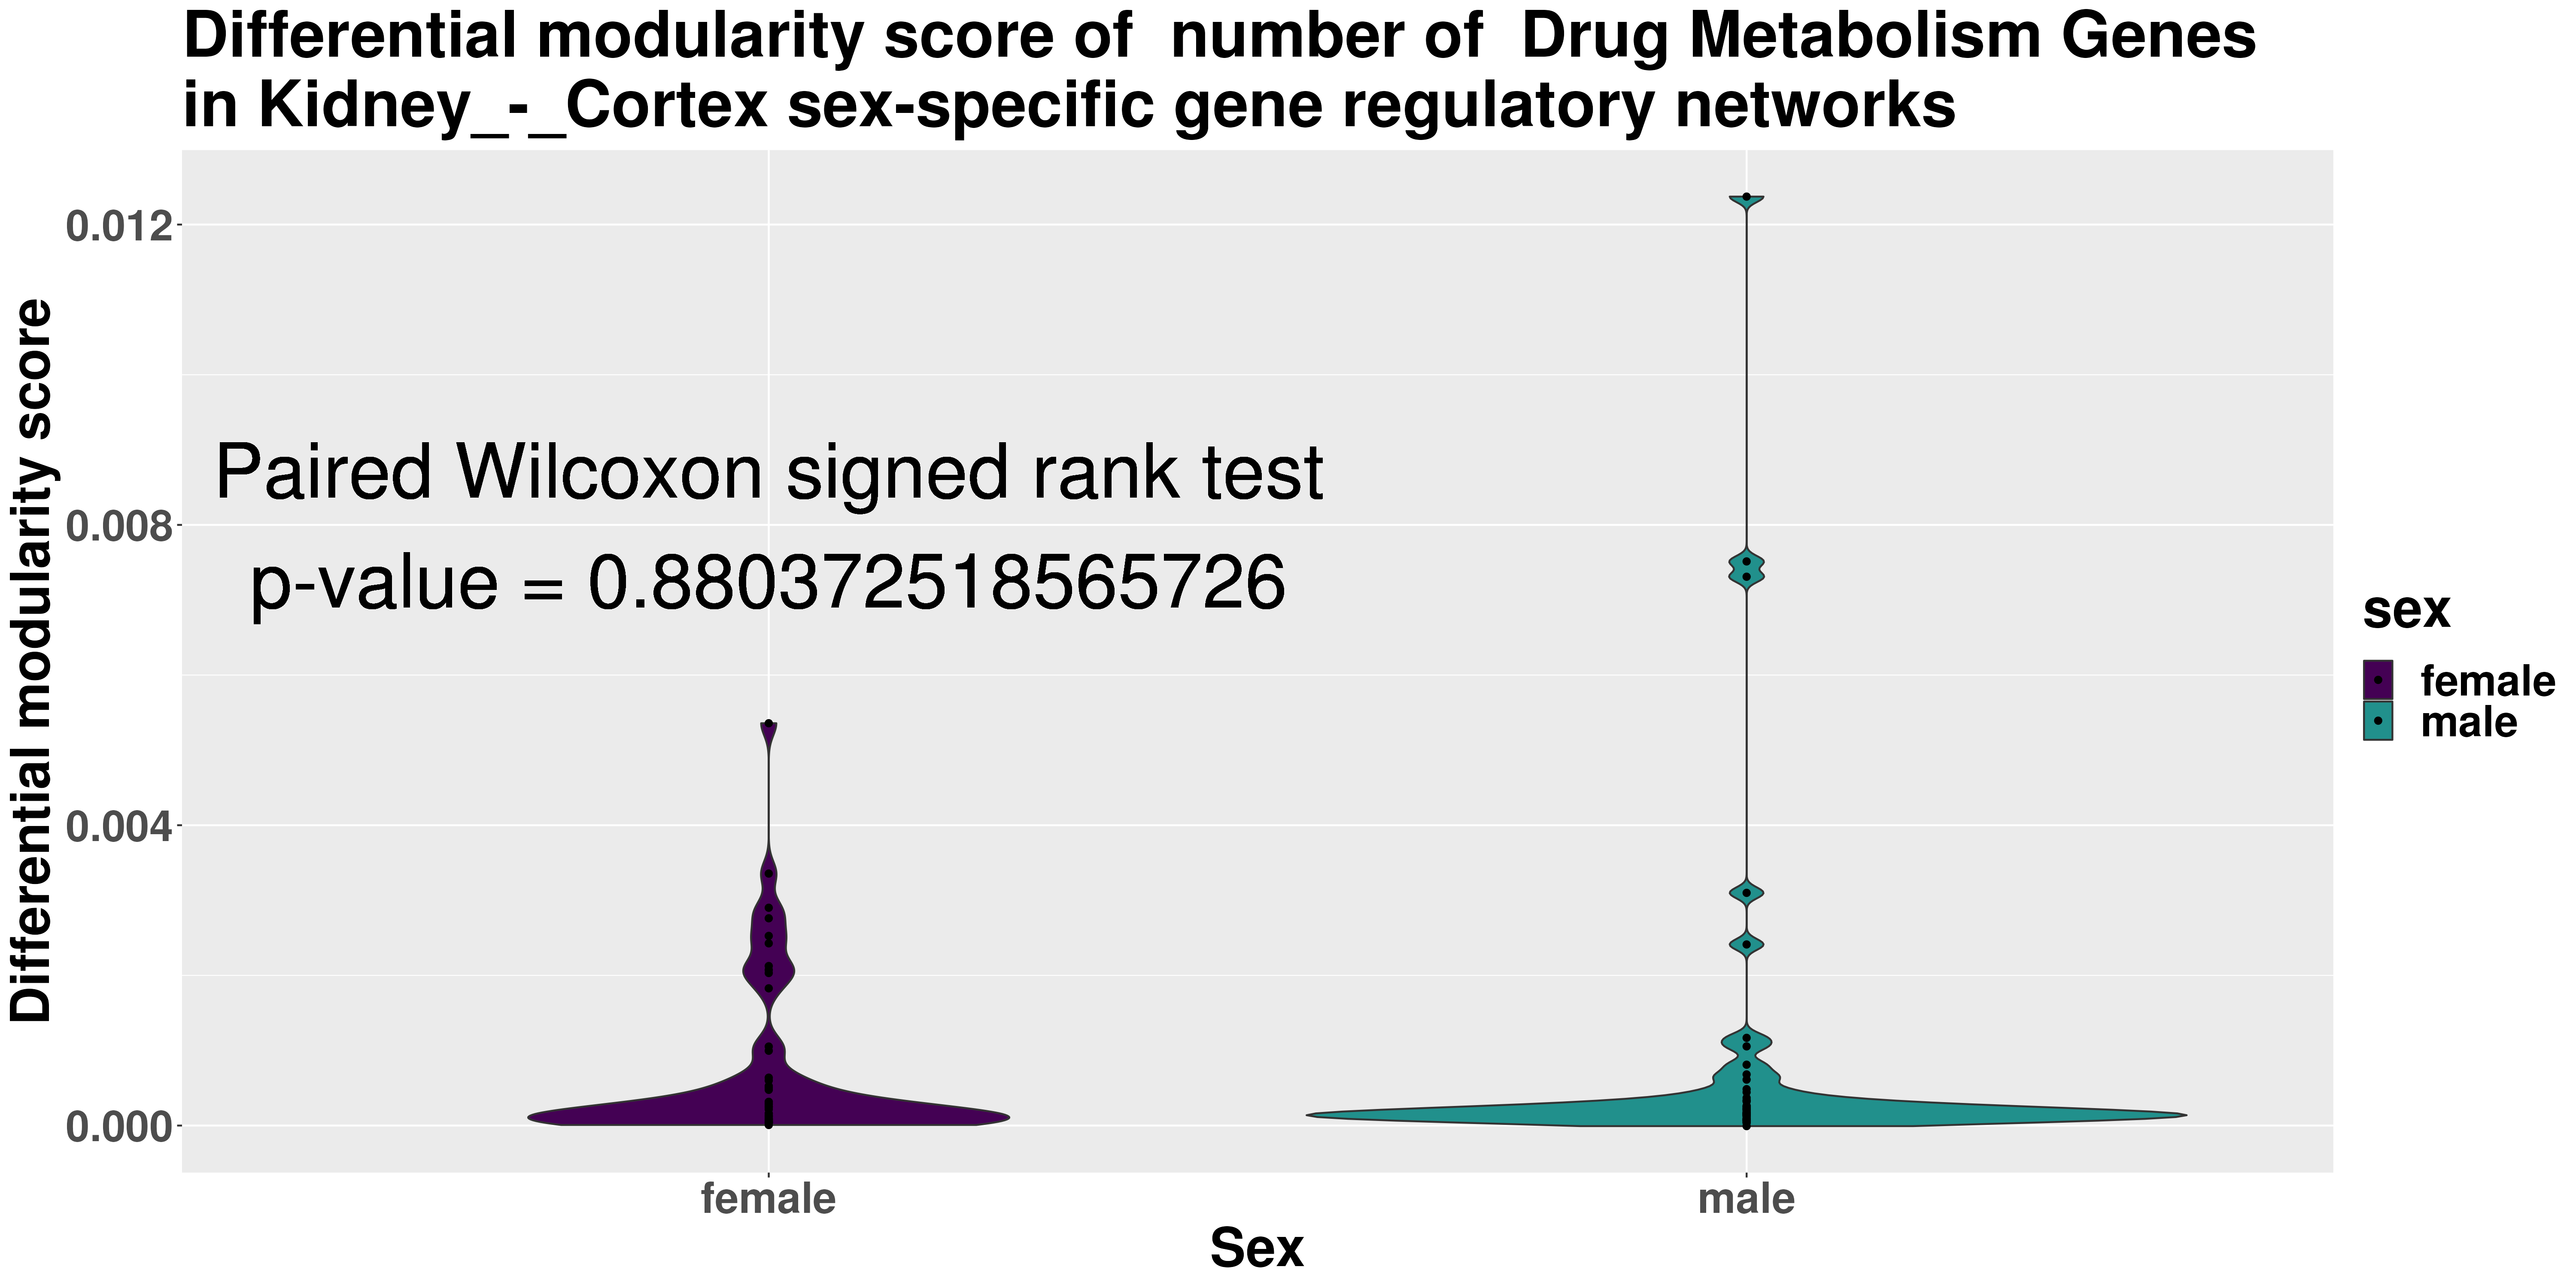 Differential modularity score of  number of  Drug Metabolism Genes
in Kidney_-_Cortex sex-specific gene regulatory networks
Differential modularity score
0.012
0.008
0.004
0.000
Paired Wilcoxon signed rank test
p-value = 0.880372518565726
female
male
Sex
sex
female
male